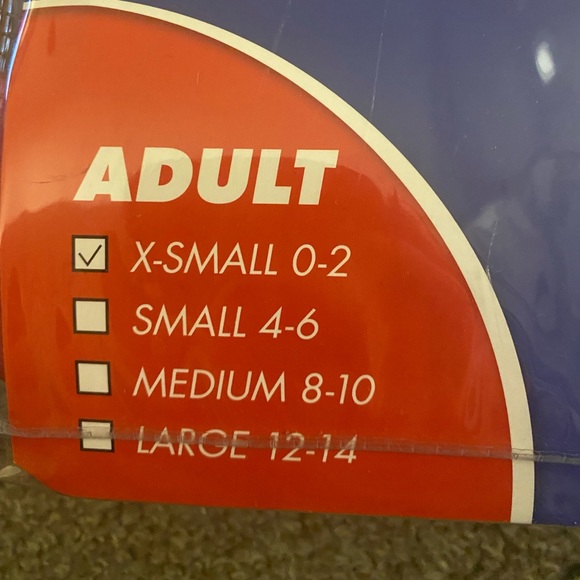 ADULT
X-SMALL 0-2
SMALL 4-6
MEDIUM 8-10
LARGE 12-14